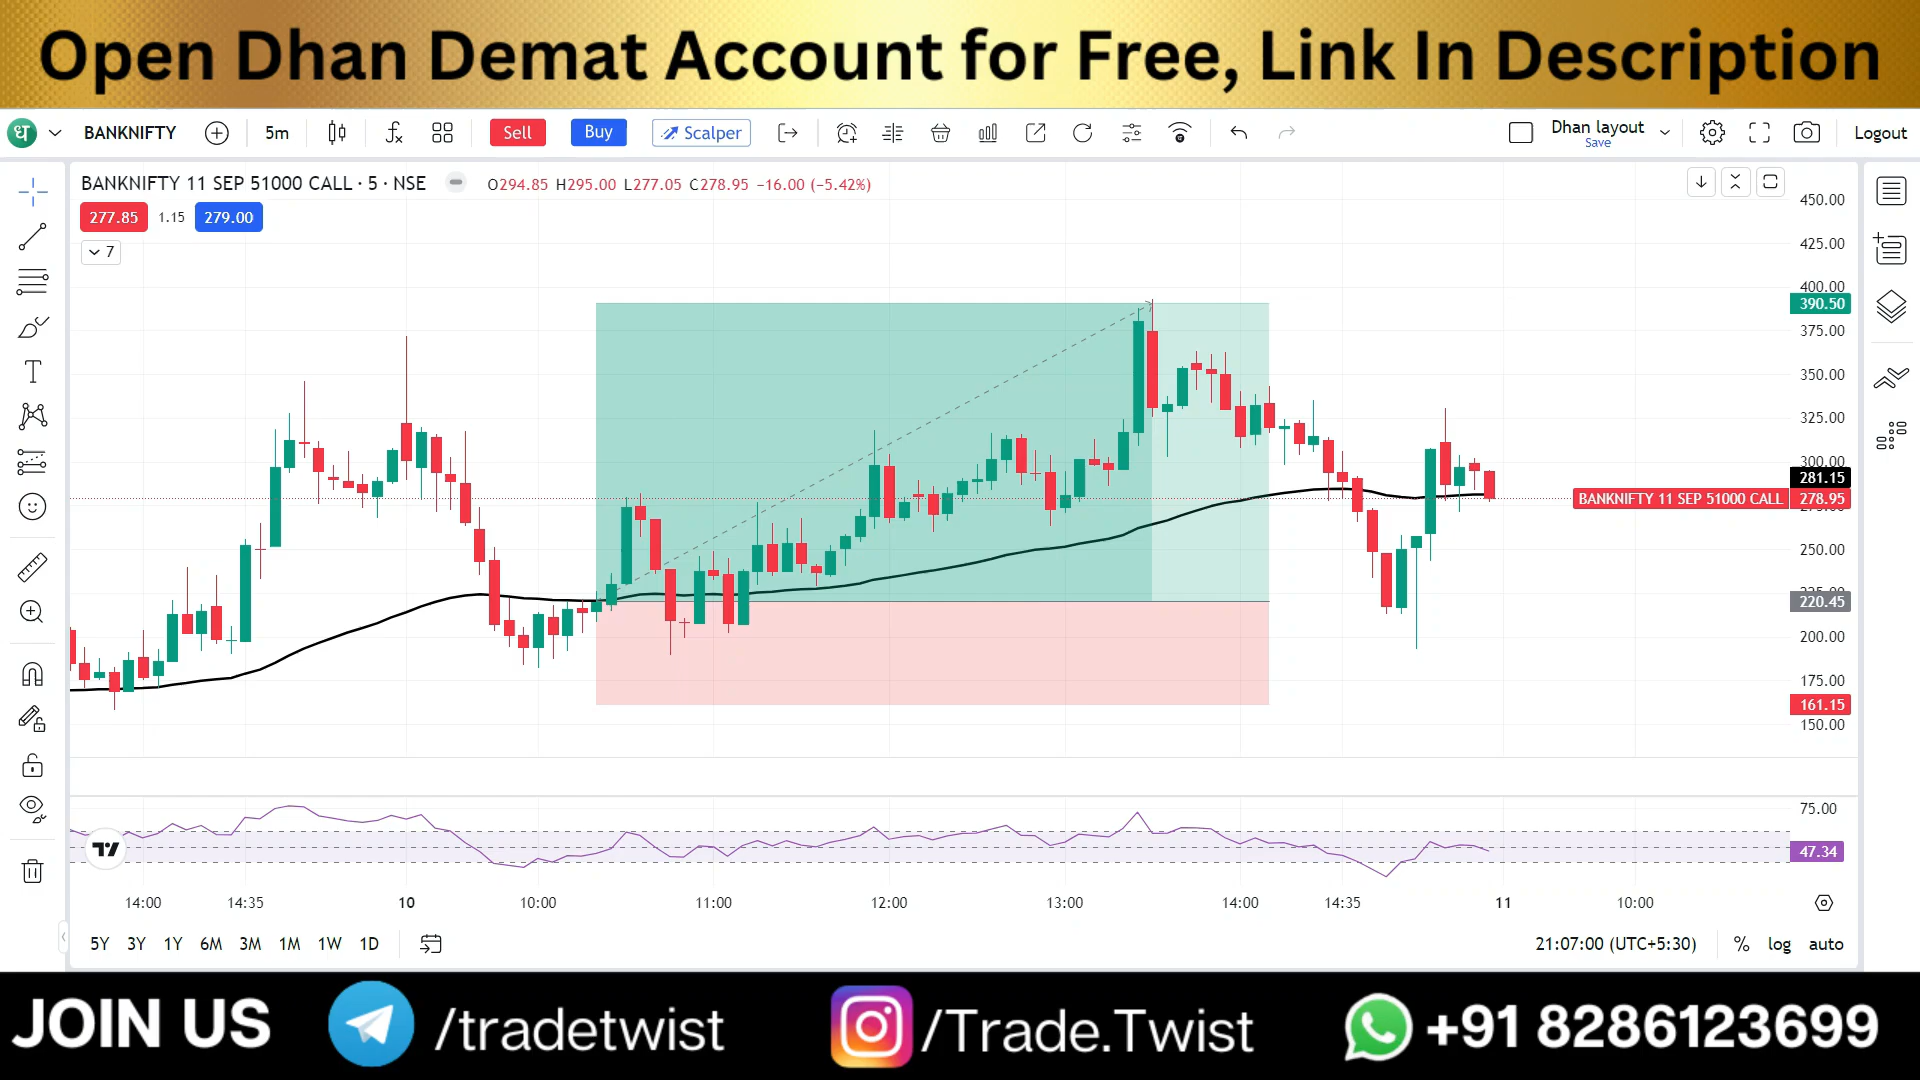 Open Dhan Demat Account for Free, Link In Description
ध BANKNIFTY 5m Sell Buy Scalper Dhan layout Save Logout
BANKNIFTY 11 SEP 51000 CALL · 5 · NSE O294.85 H295.00 L277.05 C278.95 −16.00 (−5.42%)
277.85 1.15 279.00
7
450.00
425.00
400.00
390.50
375.00
350.00
325.00
300.00
281.15
BANKNIFTY 11 SEP 51000 CALL 278.95
250.00
220.45
200.00
175.00
161.15
150.00
75.00
47.34
14:00 14:35 10 10:00 11:00 12:00 13:00 14:00 14:35 11 10:00
5Y 3Y 1Y 6M 3M 1M 1W 1D 21:07:00 (UTC+5:30) % log auto
JOIN US /tradetwist /Trade.Twist +91 8286123699